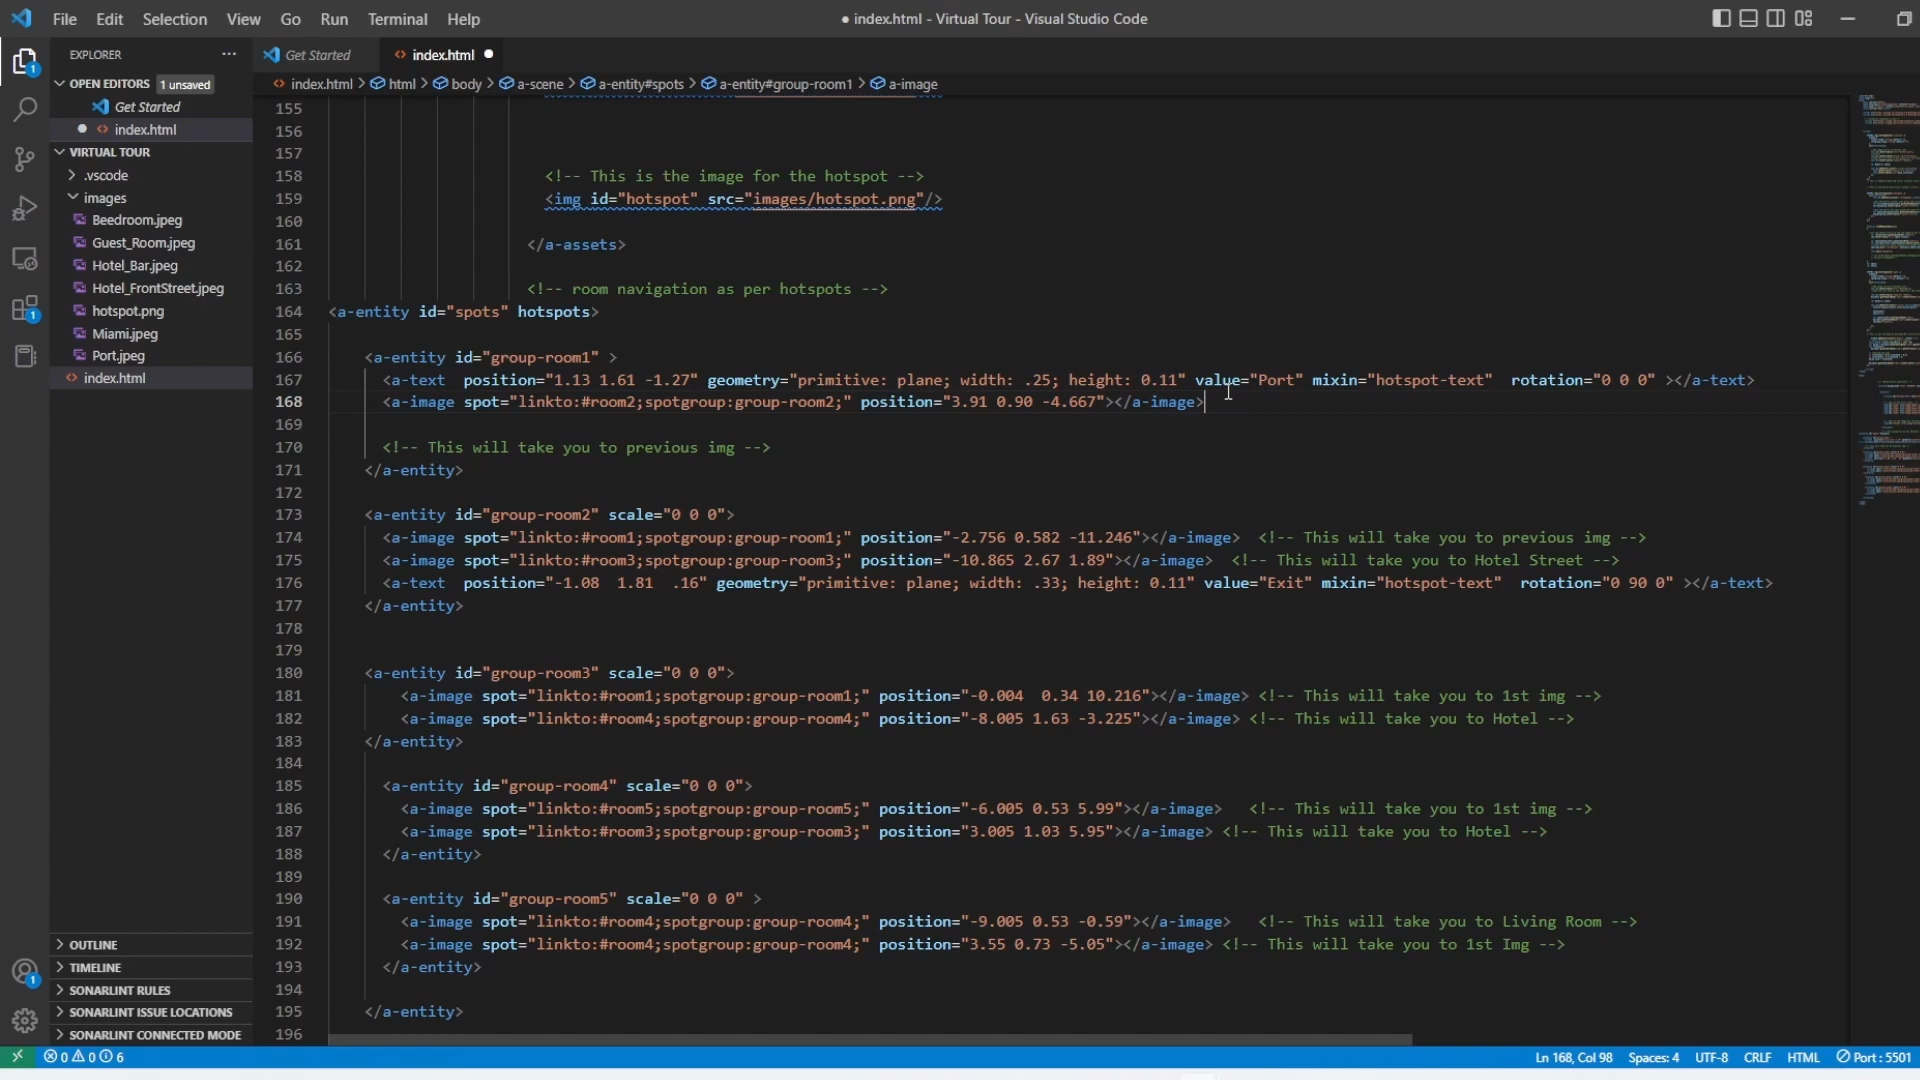 File Edit Selection View Go Run Terminal Help
● index.html - Virtual Tour - Visual Studio Code
EXPLORER
Get Started
index.html
OPEN EDITORS 1 unsaved
Get Started
index.html
VIRTUAL TOUR
.vscode
images
Beedroom.jpeg
Guest_Room.jpeg
Hotel_Bar.jpeg
Hotel_FrontStreet.jpeg
hotspot.png
Miami.jpeg
Port.jpeg
index.html
OUTLINE
TIMELINE
SONARLINT RULES
SONARLINT ISSUE LOCATIONS
SONARLINT CONNECTED MODE
1
1
1
index.html > html > body > a-scene > a-entity#spots > a-entity#group-room1 > a-image
155
156
157
158 <!-- This is the image for the hotspot -->
159 <img id="hotspot" src="images/hotspot.png"/>
160
161 </a-assets>
162
163 <!-- room navigation as per hotspots -->
164 <a-entity id="spots" hotspots>
165
166 <a-entity id="group-room1" >
167 <a-text  position="1.13 1.61 -1.27" geometry="primitive: plane; width: .25; height: 0.11" value="Port" mixin="hotspot-text"  rotation="0 0 0" ></a-text>
168 <a-image spot="linkto:#room2;spotgroup:group-room2;" position="3.91 0.90 -4.667"></a-image>
169
170 <!-- This will take you to previous img -->
171 </a-entity>
172
173 <a-entity id="group-room2" scale="0 0 0">
174 <a-image spot="linkto:#room1;spotgroup:group-room1;" position="-2.756 0.582 -11.246"></a-image>  <!-- This will take you to previous img -->
175 <a-image spot="linkto:#room3;spotgroup:group-room3;" position="-10.865 2.67 1.89"></a-image>  <!-- This will take you to Hotel Street -->
176 <a-text  position="-1.08  1.81  .16" geometry="primitive: plane; width: .33; height: 0.11" value="Exit" mixin="hotspot-text"  rotation="0 90 0" ></a-text>
177 </a-entity>
178
179
180 <a-entity id="group-room3" scale="0 0 0">
181 <a-image spot="linkto:#room1;spotgroup:group-room1;" position="-0.004  0.34 10.216"></a-image> <!-- This will take you to 1st img -->
182 <a-image spot="linkto:#room4;spotgroup:group-room4;" position="-8.005 1.63 -3.225"></a-image> <!-- This will take you to Hotel -->
183 </a-entity>
184
185 <a-entity id="group-room4" scale="0 0 0">
186 <a-image spot="linkto:#room5;spotgroup:group-room5;" position="-6.005 0.53 5.99"></a-image>   <!-- This will take you to 1st img -->
187 <a-image spot="linkto:#room3;spotgroup:group-room3;" position="3.005 1.03 5.95"></a-image> <!-- This will take you to Hotel -->
188 </a-entity>
189
190 <a-entity id="group-room5" scale="0 0 0" >
191 <a-image spot="linkto:#room4;spotgroup:group-room4;" position="-9.005 0.53 -0.59"></a-image>   <!-- This will take you to Living Room -->
192 <a-image spot="linkto:#room4;spotgroup:group-room4;" position="3.55 0.73 -5.05"></a-image> <!-- This will take you to 1st Img -->
193 </a-entity>
194
195 </a-entity>
196
0 0 6
Ln 168, Col 98 Spaces: 4 UTF-8 CRLF HTML Port : 5501